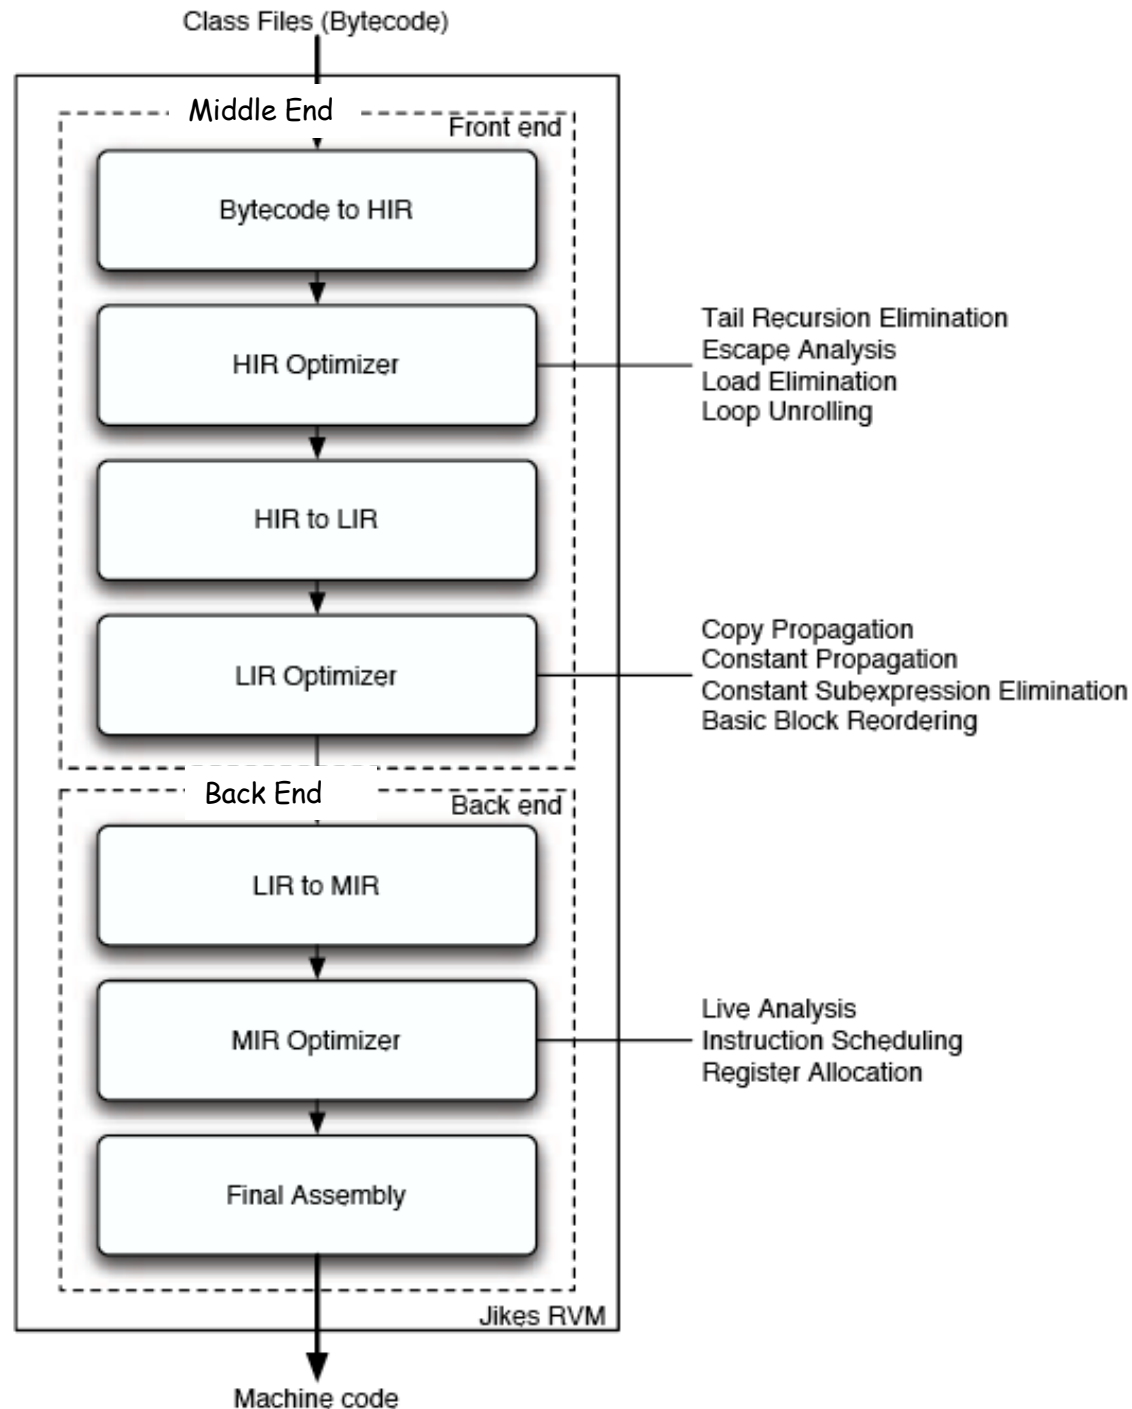 Class Files (Bytecode)
Middle End
Front end
Bytecode to HIR
HIR Optimizer
Tail Recursion Elimination
Escape Analysis
Load Elimination
Loop Unrolling
HIR to LIR
LIR Optimizer
Copy Propagation
Constant Propagation
Constant Subexpression Elimination
Basic Block Reordering
Back End
Back end
LIR to MIR
MIR Optimizer
Live Analysis
Instruction Scheduling
Register Allocation
Final Assembly
Jikes RVM
Machine code